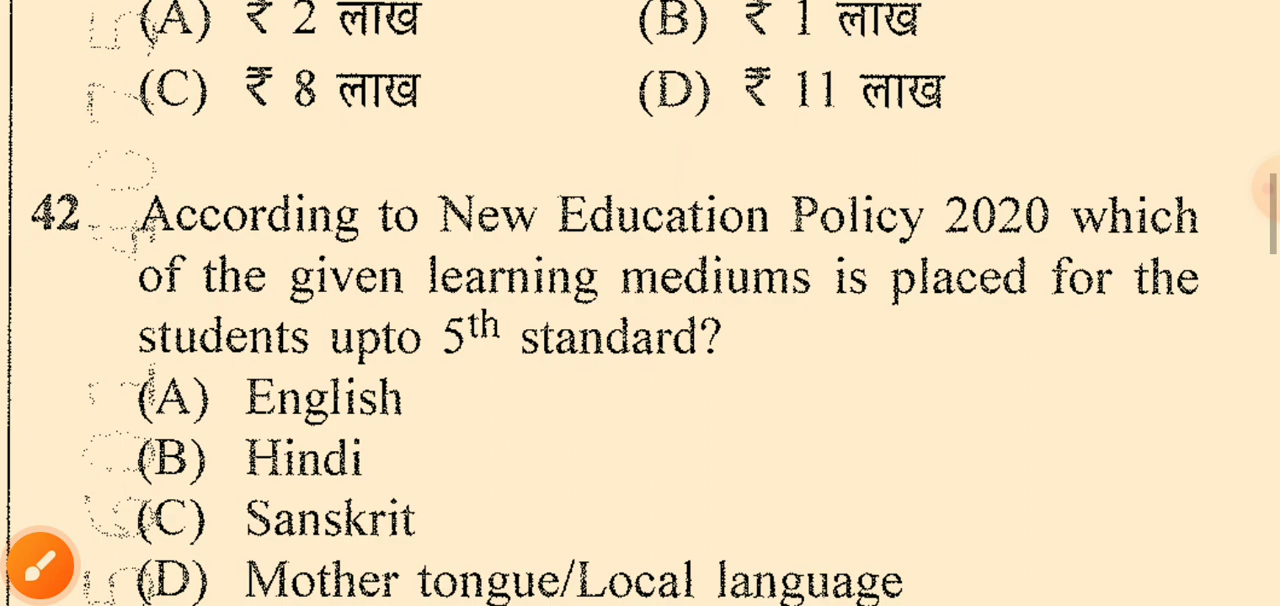 (A) ₹ 2 लाख (B) ₹ 1 लाख
(C) ₹ 8 लाख (D) ₹ 11 लाख
42 According to New Education Policy 2020 which
of the given learning mediums is placed for the
students upto 5th standard?
(A) English
(B) Hindi
(C) Sanskrit
(D) Mother tongue/Local language